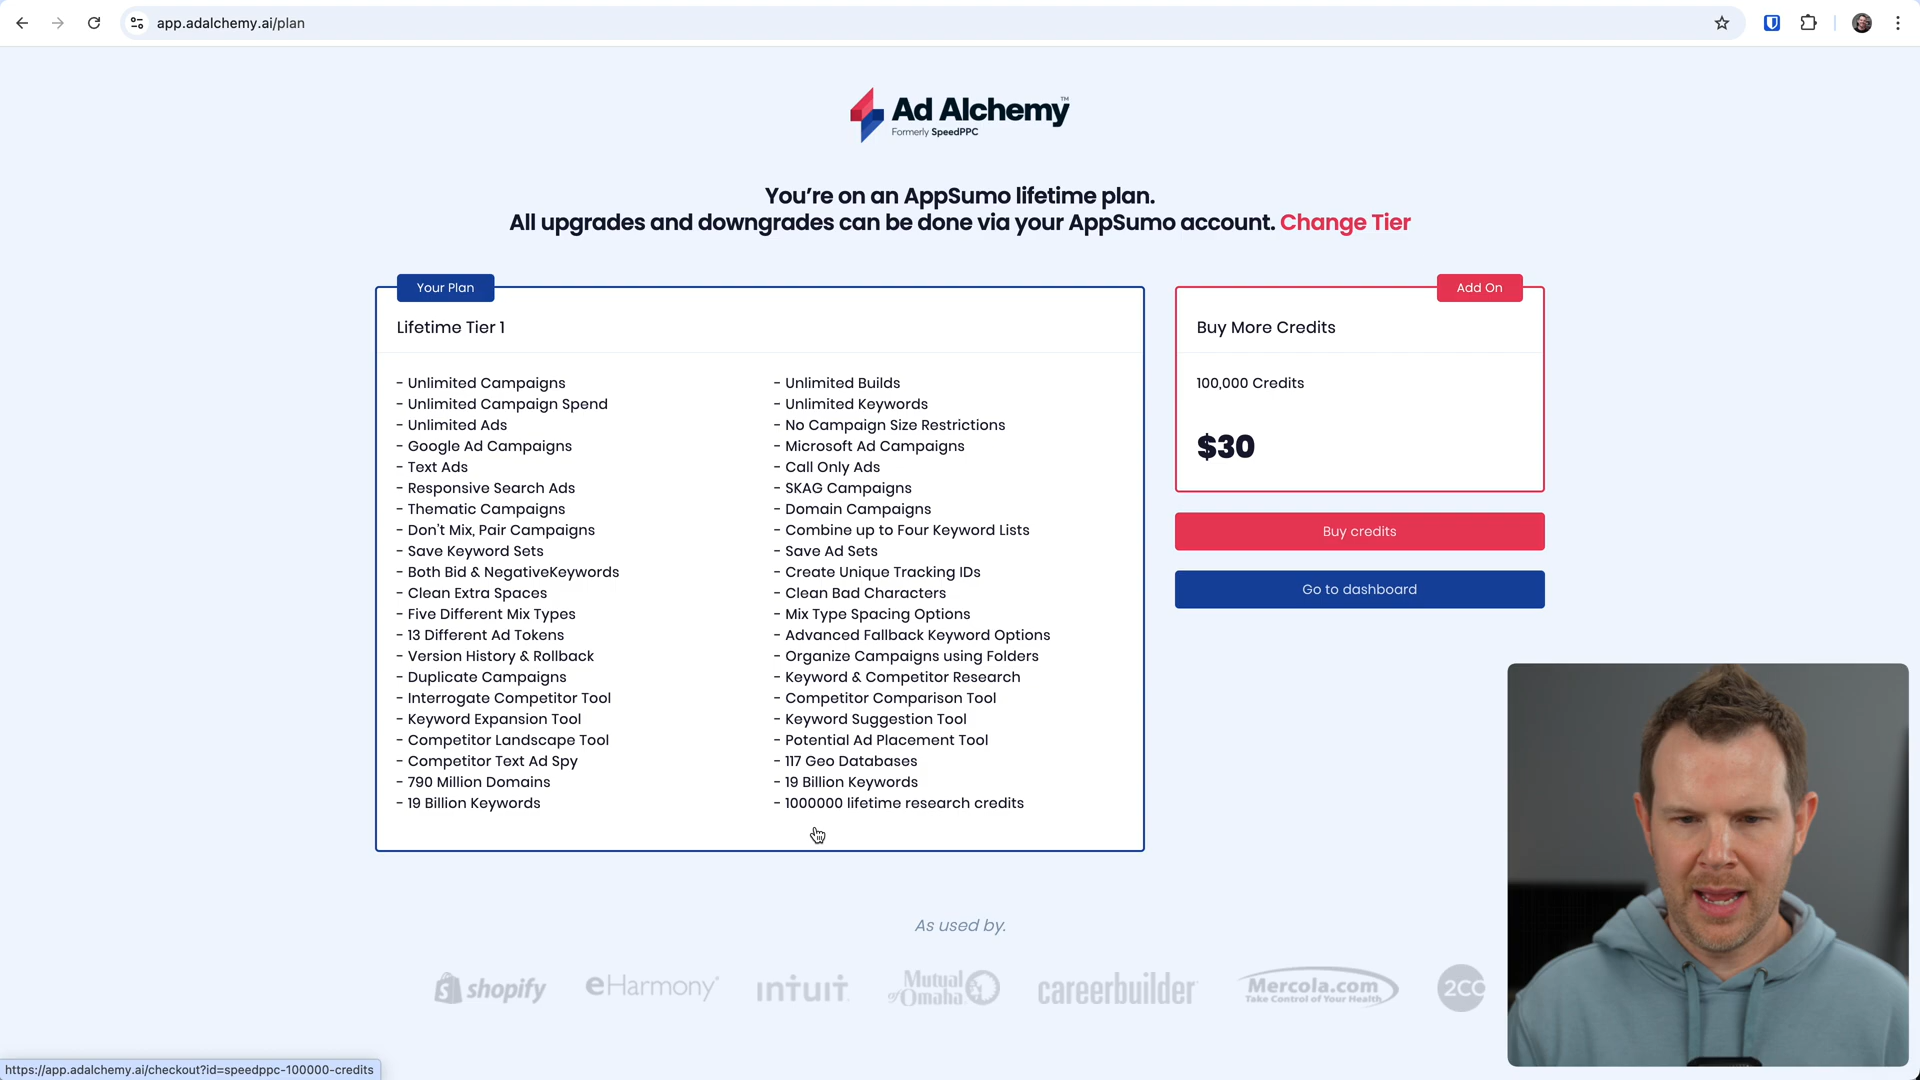 app.adalchemy.ai/plan
Ad Alchemy™
Formerly SpeedPPC
You're on an AppSumo lifetime plan.
All upgrades and downgrades can be done via your AppSumo account. Change Tier
Your Plan
Lifetime Tier 1
- Unlimited Campaigns
- Unlimited Campaign Spend
- Unlimited Ads
- Google Ad Campaigns
- Text Ads
- Responsive Search Ads
- Thematic Campaigns
- Don't Mix, Pair Campaigns
- Save Keyword Sets
- Both Bid & NegativeKeywords
- Clean Extra Spaces
- Five Different Mix Types
- 13 Different Ad Tokens
- Version History & Rollback
- Duplicate Campaigns
- Interrogate Competitor Tool
- Keyword Expansion Tool
- Competitor Landscape Tool
- Competitor Text Ad Spy
- 790 Million Domains
- 19 Billion Keywords
- Unlimited Builds
- Unlimited Keywords
- No Campaign Size Restrictions
- Microsoft Ad Campaigns
- Call Only Ads
- SKAG Campaigns
- Domain Campaigns
- Combine up to Four Keyword Lists
- Save Ad Sets
- Create Unique Tracking IDs
- Clean Bad Characters
- Mix Type Spacing Options
- Advanced Fallback Keyword Options
- Organize Campaigns using Folders
- Keyword & Competitor Research
- Competitor Comparison Tool
- Keyword Suggestion Tool
- Potential Ad Placement Tool
- 117 Geo Databases
- 19 Billion Keywords
- 1000000 lifetime research credits
Add On
Buy More Credits
100,000 Credits
$30
Buy credits
Go to dashboard
As used by.
shopify
eHarmony
intuit
Mutual of Omaha
careerbuilder
Mercola.com
Take Control of Your Health
2CO
https://app.adalchemy.ai/checkout?id=speedppc-100000-credits